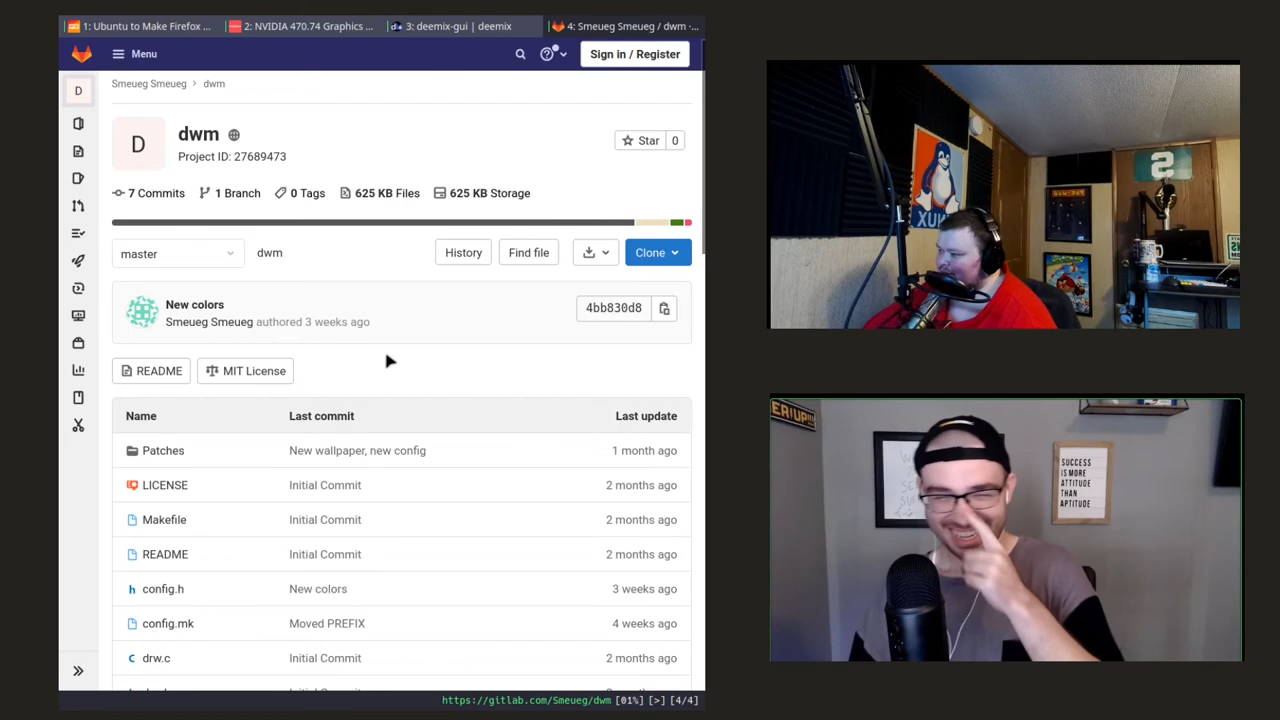 1: Ubuntu to Make Firefox ...
2: NVIDIA 470.74 Graphics ...
3: deemix-gui | deemix
4: Smeueg Smeueg / dwm ·...
Menu
Sign in / Register
D
Smeueg Smeueg > dwm
D
dwm
Project ID: 27689473
Star 0
7 Commits
1 Branch
0 Tags
625 KB Files
625 KB Storage
master
dwm
History
Find file
Clone
New colors
Smeueg Smeueg authored 3 weeks ago
4bb830d8
README
MIT License
Name Last commit Last update
Patches New wallpaper, new config 1 month ago
LICENSE Initial Commit 2 months ago
Makefile Initial Commit 2 months ago
README Initial Commit 2 months ago
h config.h New colors 3 weeks ago
config.mk Moved PREFIX 4 weeks ago
C drw.c Initial Commit 2 months ago
https://gitlab.com/Smeueg/dwm [01%] [>] [4/4]
XUN
S
SUCCESS
IS MORE
ATTITUDE
THAN
APTITUDE